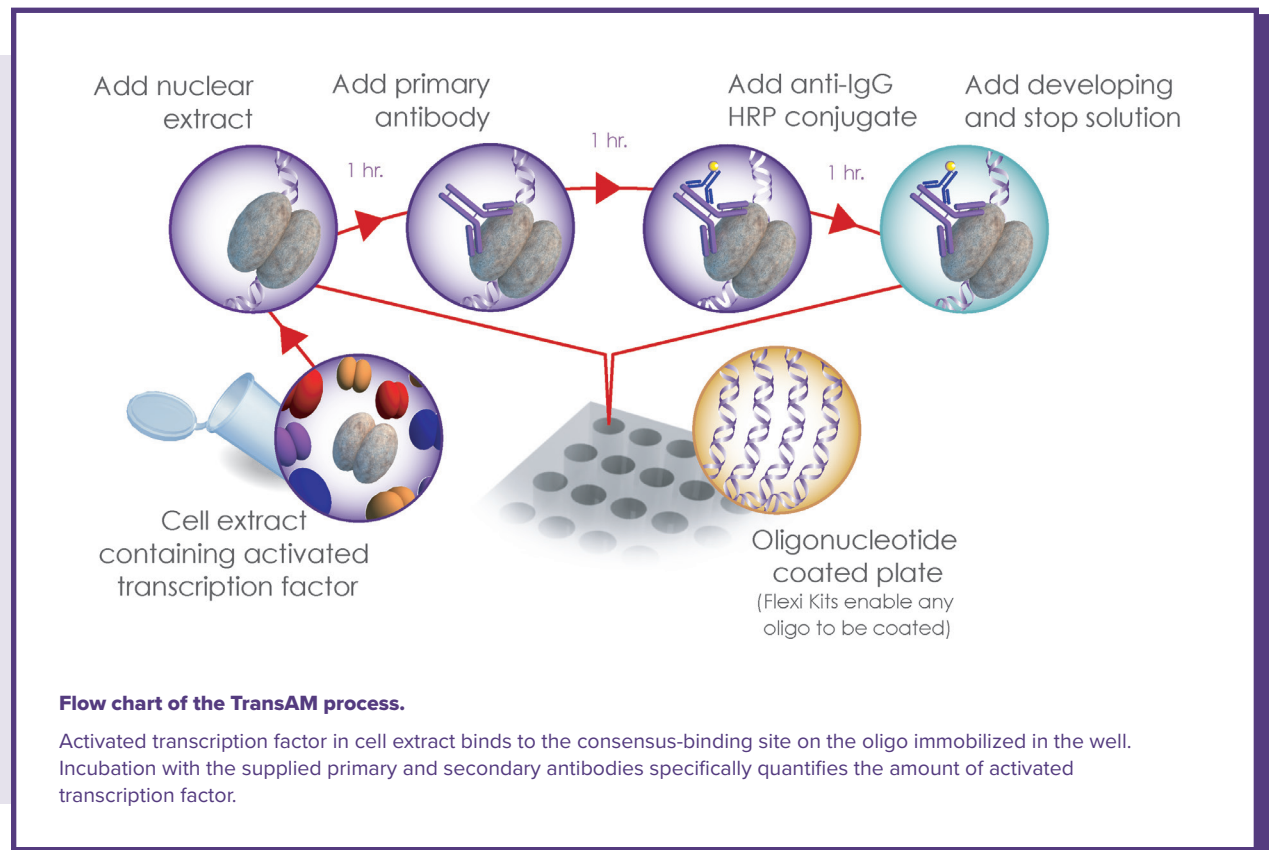 Add nuclear
extract
Add primary
antibody
Add anti-IgG
HRP conjugate
Add developing
and stop solution
1 hr.
1 hr.
1 hr.
Cell extract
containing activated
transcription factor
Oligonucleotide
coated plate
(Flexi Kits enable any
oligo to be coated)
Flow chart of the TransAM process.
Activated transcription factor in cell extract binds to the consensus-binding site on the oligo immobilized in the well.
Incubation with the supplied primary and secondary antibodies specifically quantifies the amount of activated
transcription factor.